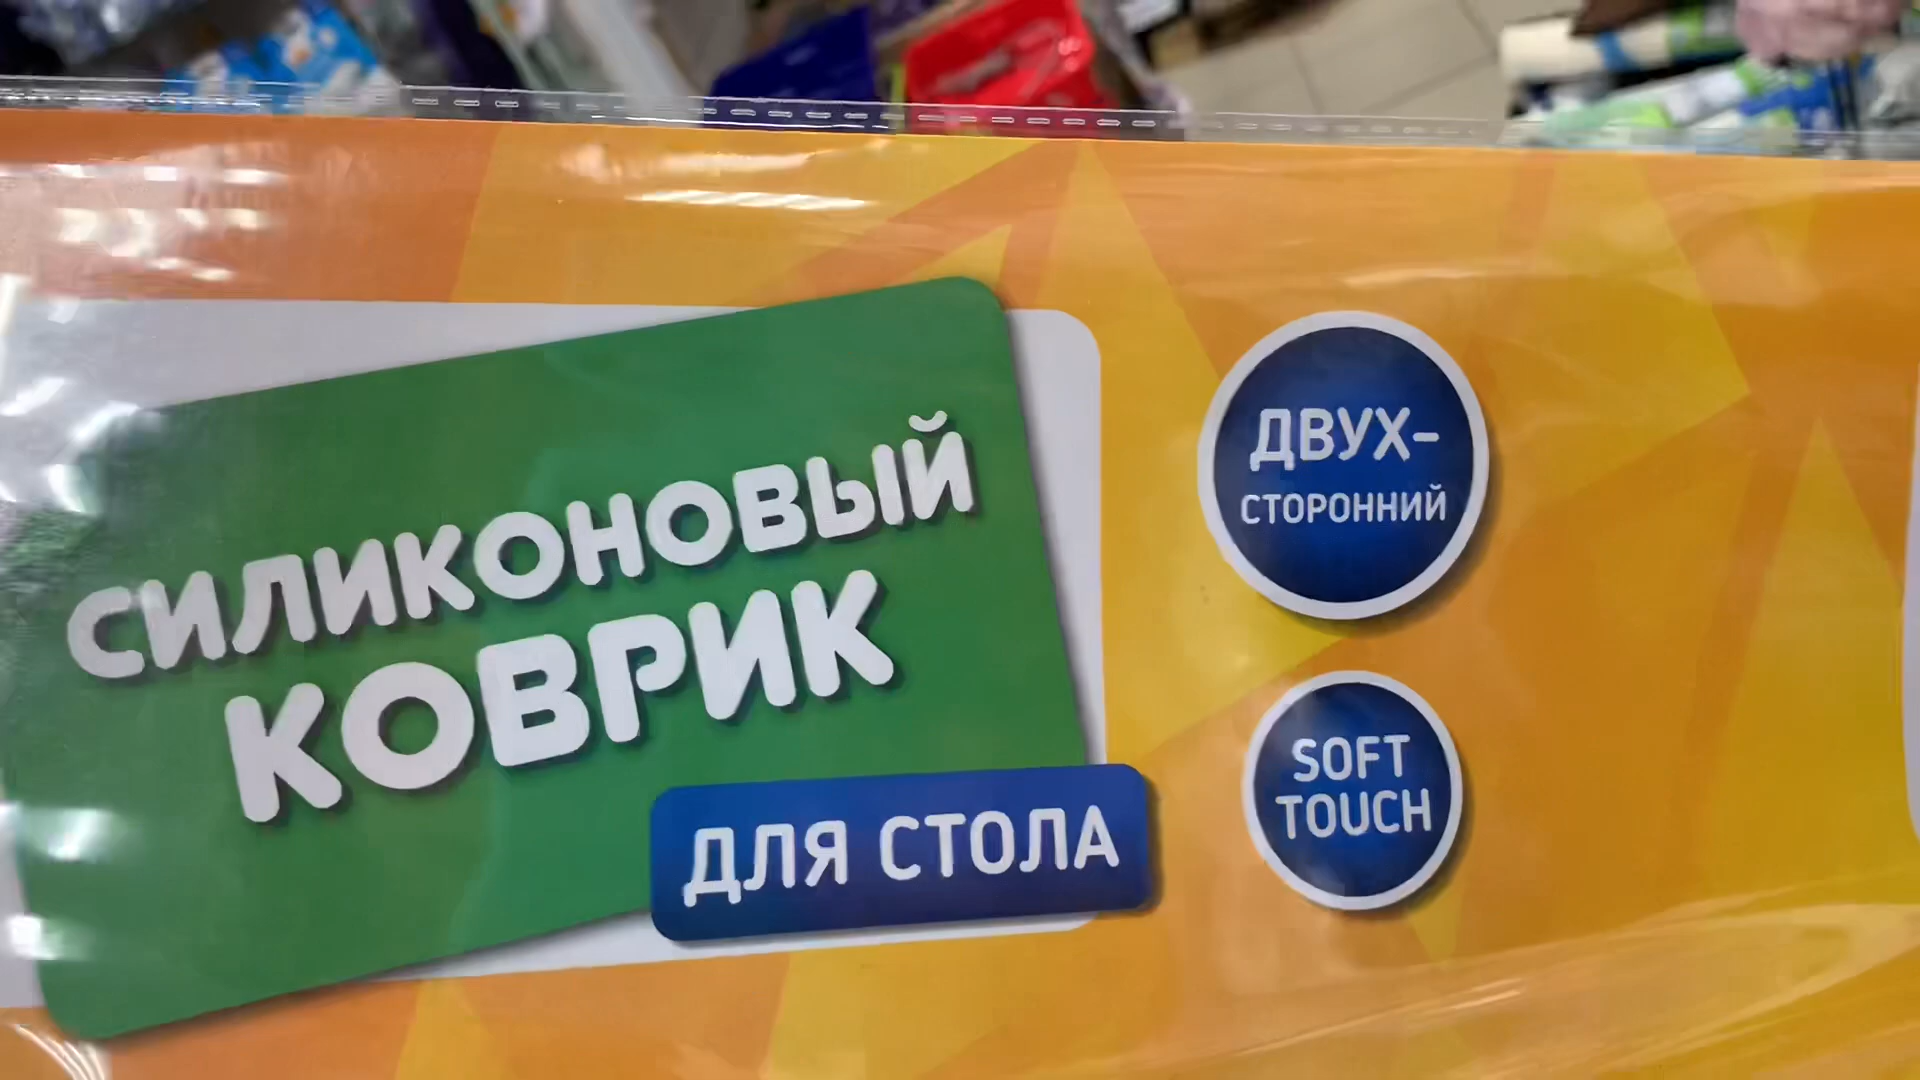 СИЛИКОНОВЫЙ
КОВРИК
ДЛЯ СТОЛА
ДВУХ-
СТОРОННИЙ
SOFT
TOUCH